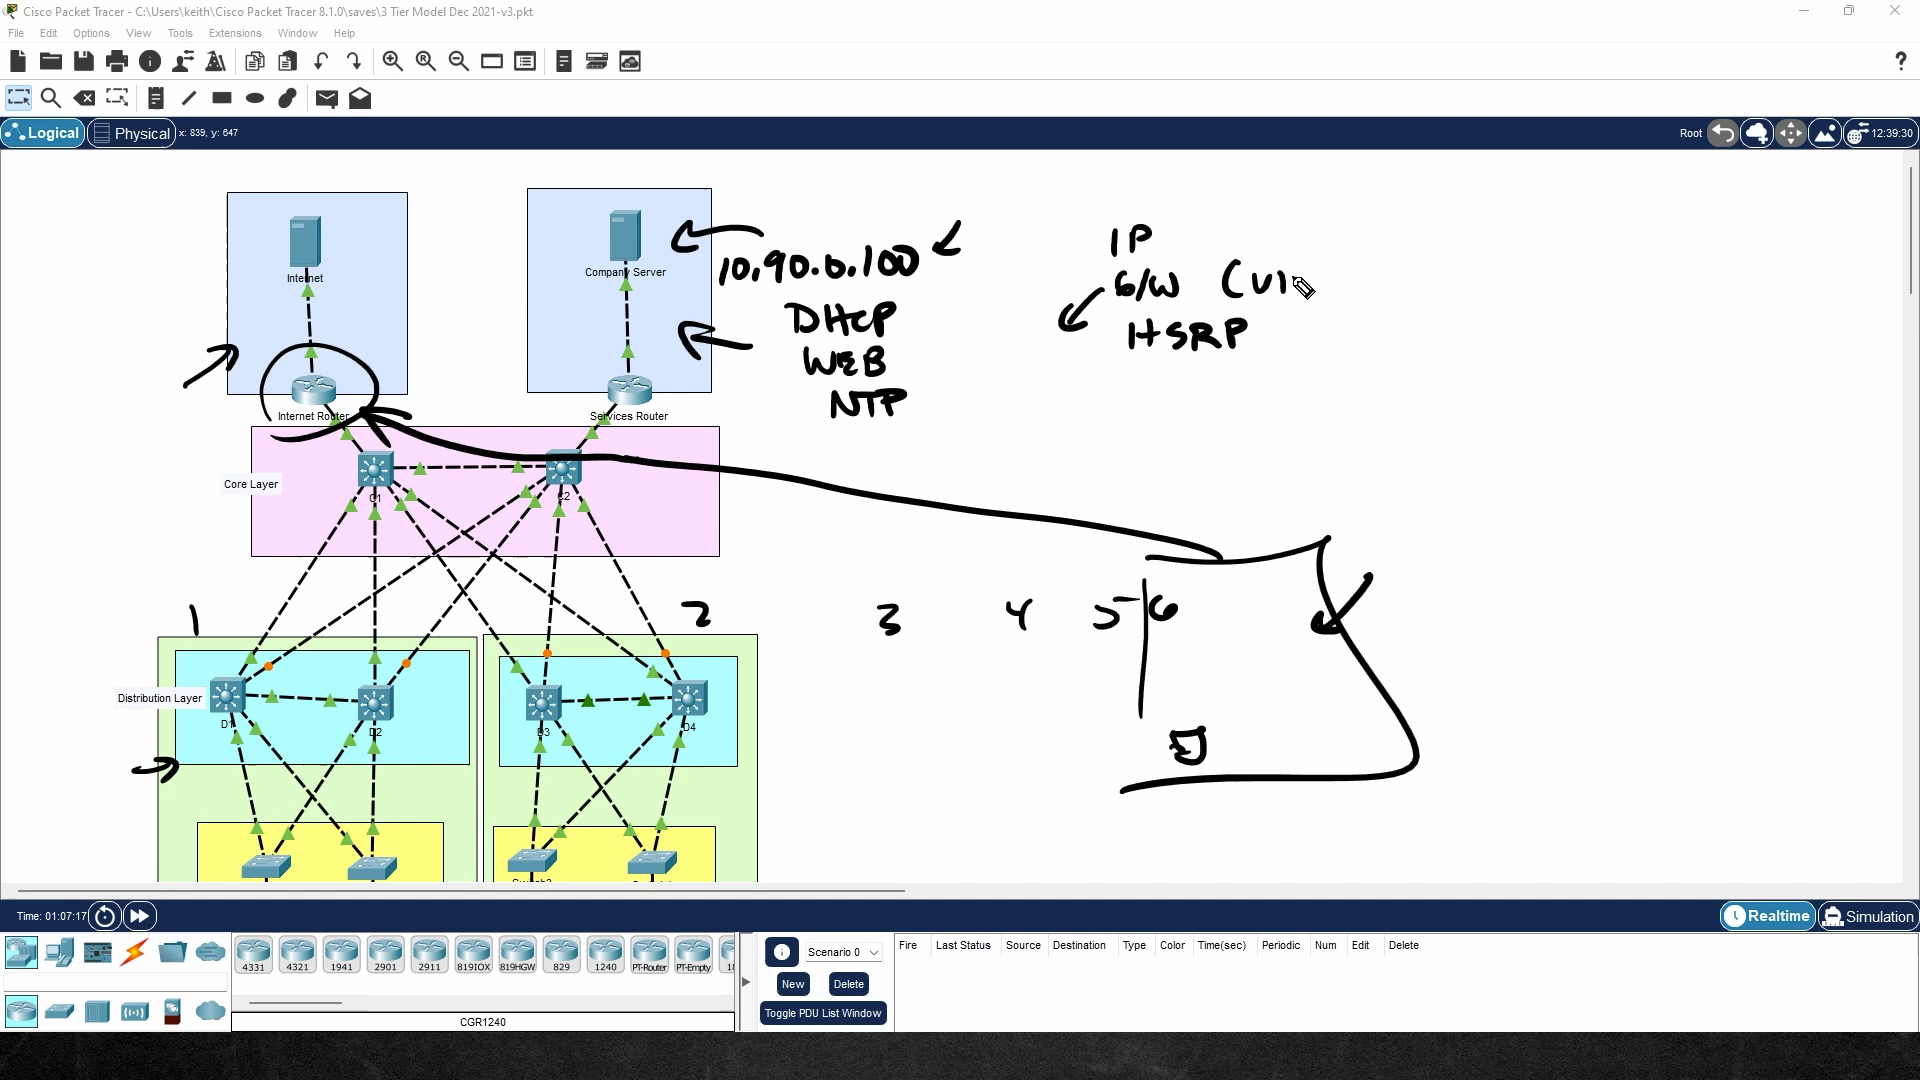 Cisco Packet Tracer - C:\Users\keith\Cisco Packet Tracer 8.1.0\saves\3 Tier Model Dec 2021-v3.pkt
File Edit Options View Tools Extensions Window Help
?
Logical Physical x: 839, y: 647 Root 12:39:30
Internet
Company Server
10.90.0.100
DHCP
WEB
NTP
IP
G/W (VI
HSRP
Internet Router
Services Router
Core Layer
C1
C2
1 2 3 4 5 6
Distribution Layer
D1 D2 D3 D4
Time: 01:07:17 Realtime Simulation
4331 4321 1941 2901 2911 819IOX 819HGW 829 1240 PT-Router PT-Empty
CGR1240
Scenario 0
New Delete
Toggle PDU List Window
Fire Last Status Source Destination Type Color Time(sec) Periodic Num Edit Delete